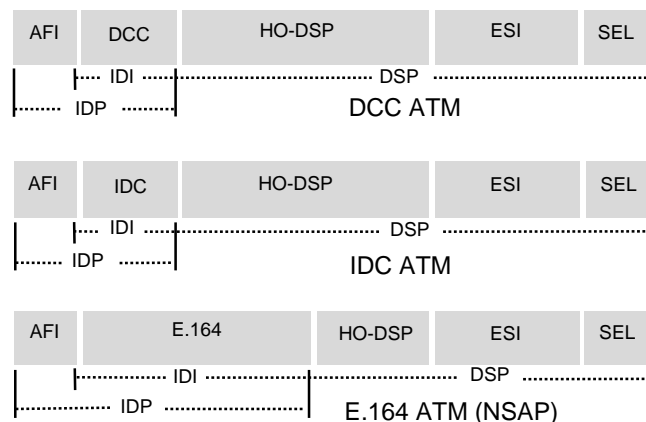 AFI DCC HO-DSP ESI SEL
IDI DSP
IDP DCC ATM
AFI IDC HO-DSP ESI SEL
IDI DSP
IDP IDC ATM
AFI E.164 HO-DSP ESI SEL
IDI DSP
IDP E.164 ATM (NSAP)